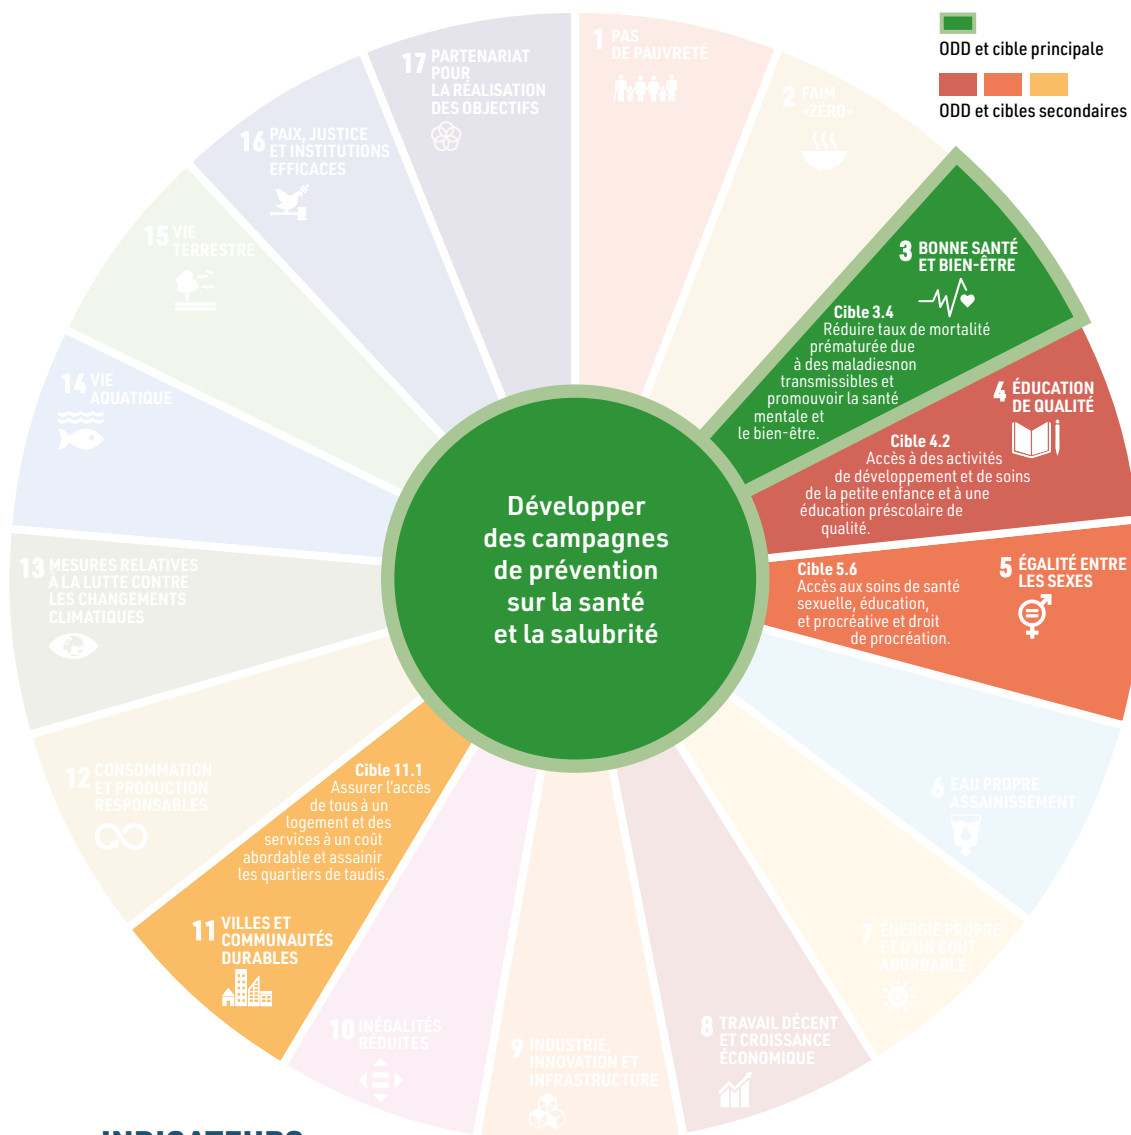 ODD et cible principale
ODD et cibles secondaires
1 PAS
DE PAUVRETÉ
2 FAIM
«ZÉRO»
3 BONNE SANTÉ
ET BIEN-ÊTRE
Cible 3.4
Réduire taux de mortalité
prématurée due
à des maladiesnon
transmissibles et
promouvoir la santé
mentale et
le bien-être.
4 ÉDUCATION
DE QUALITÉ
Cible 4.2
Accès à des activités
de développement et de soins
de la petite enfance et à une
éducation préscolaire de
qualité.
5 ÉGALITÉ ENTRE
LES SEXES
Cible 5.6
Accès aux soins de santé
sexuelle, éducation,
et procréative et droit
de procréation.
6 EAU PROPRE
ASSAINISSEMENT
7 ÉNERGIE PROPRE
ET D'UN COÛT
ABORDABLE
8 TRAVAIL DÉCENT
ET CROISSANCE
ÉCONOMIQUE
9 INDUSTRIE,
INNOVATION ET
INFRASTRUCTURE
10 INÉGALITÉS
RÉDUITES
Cible 11.1
Assurer l'accès
de tous à un
logement et des
services à un coût
abordable et assainir
les quartiers de taudis.
11 VILLES ET
COMMUNAUTÉS
DURABLES
12 CONSOMMATION
ET PRODUCTION
RESPONSABLES
13 MESURES RELATIVES
À LA LUTTE CONTRE
LES CHANGEMENTS
CLIMATIQUES
14 VIE
AQUATIQUE
15 VIE
TERRESTRE
16 PAIX, JUSTICE
ET INSTITUTIONS
EFFICACES
17 PARTENARIAT
POUR
LA RÉALISATION
DES OBJECTIFS
Développer
des campagnes
de prévention
sur la santé
et la salubrité
INDICATEURS